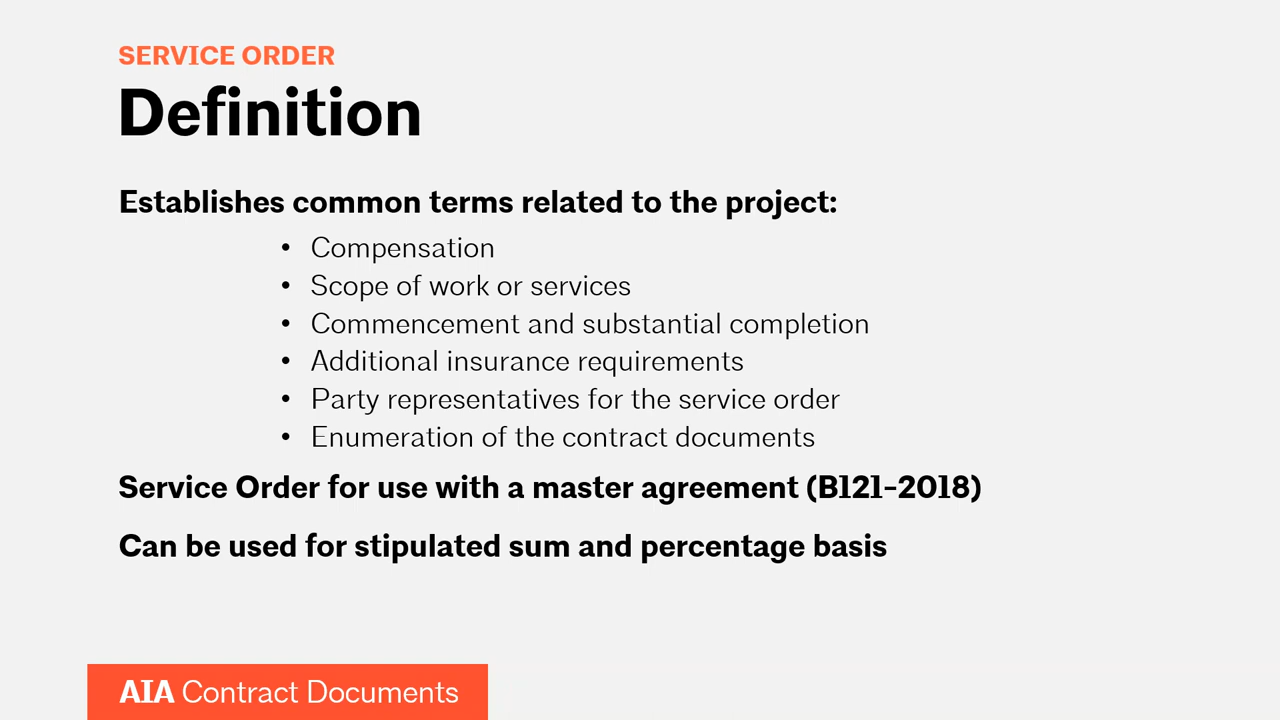 SERVICE ORDER
Definition
Establishes common terms related to the project:
• Compensation
• Scope of work or services
• Commencement and substantial completion
• Additional insurance requirements
• Party representatives for the service order
• Enumeration of the contract documents
Service Order for use with a master agreement (B121-2018)
Can be used for stipulated sum and percentage basis
AIA Contract Documents